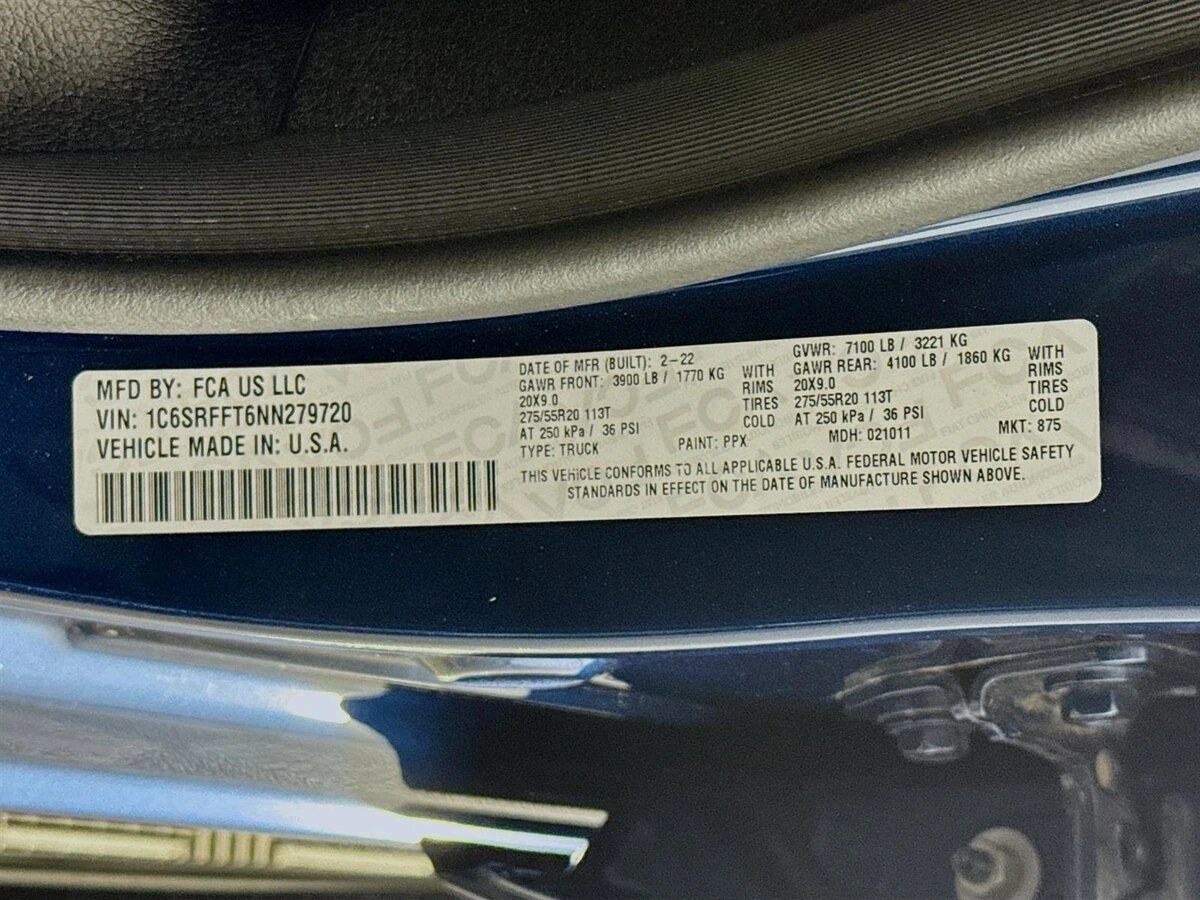 MFD BY: FCA US LLC
VIN: 1C6SRFFT6NN279720
VEHICLE MADE IN: U.S.A.
DATE OF MFR (BUILT): 2-22
GAWR FRONT: 3900 LB / 1770 KG WITH
20X9.0 RIMS
275/55R20 113T TIRES
AT 250 kPa / 36 PSI COLD
GVWR: 7100 LB / 3221 KG
GAWR REAR: 4100 LB / 1860 KG WITH
20X9.0 RIMS
275/55R20 113T TIRES
AT 250 kPa / 36 PSI COLD
TYPE: TRUCK PAINT: PPX MDH: 021011 MKT: 875
THIS VEHICLE CONFORMS TO ALL APPLICABLE U.S.A. FEDERAL MOTOR VEHICLE SAFETY
STANDARDS IN EFFECT ON THE DATE OF MANUFACTURE SHOWN ABOVE.